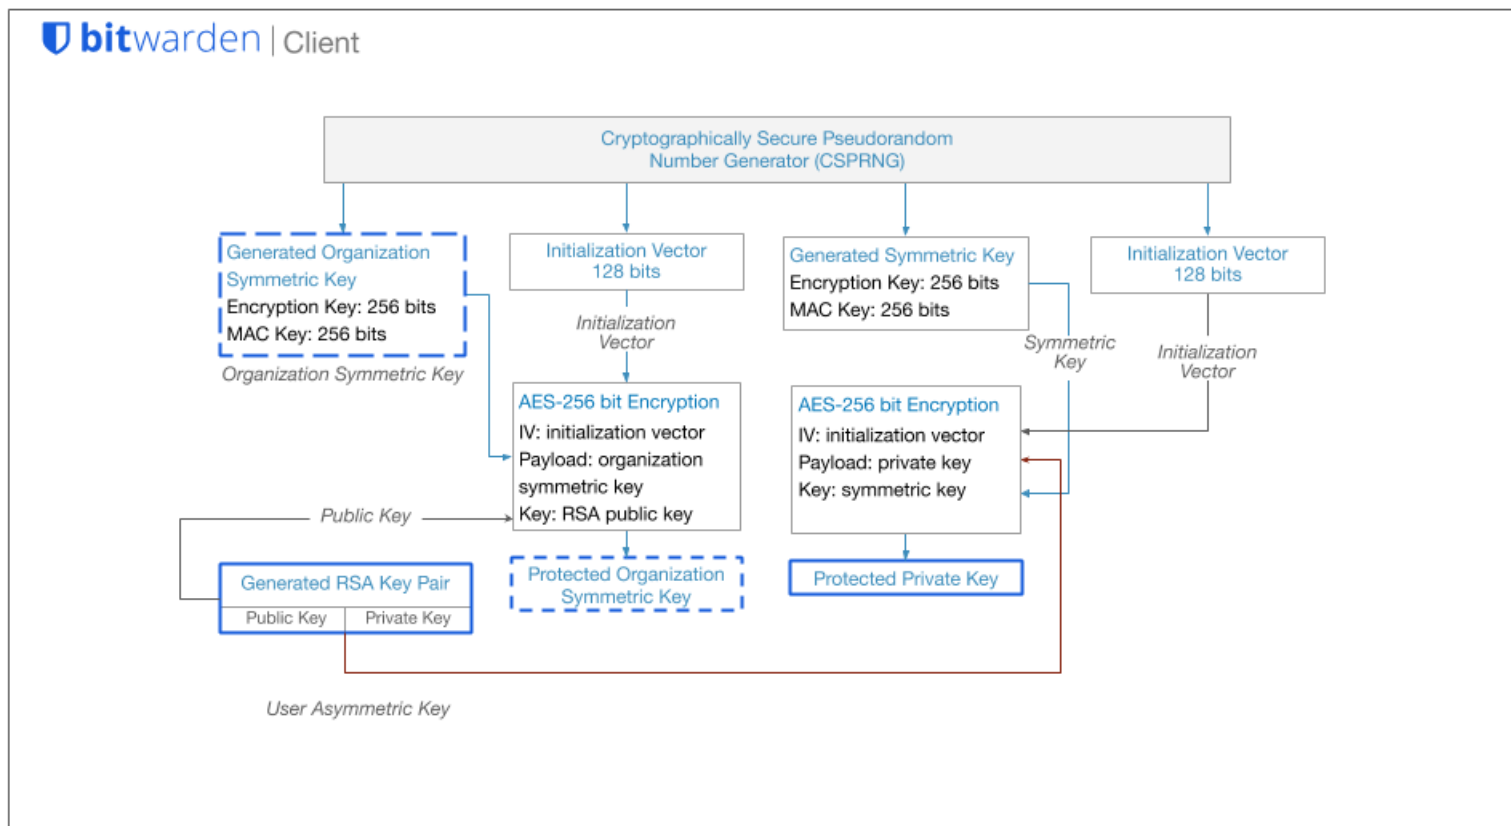 bitwarden | Client
Cryptographically Secure Pseudorandom
Number Generator (CSPRNG)
Generated Organization
Symmetric Key
Encryption Key: 256 bits
MAC Key: 256 bits
Organization Symmetric Key
Initialization Vector
128 bits
Initialization
Vector
Generated Symmetric Key
Encryption Key: 256 bits
MAC Key: 256 bits
Symmetric
Key
Initialization Vector
128 bits
Initialization
Vector
AES-256 bit Encryption
IV: initialization vector
Payload: organization
symmetric key
Key: RSA public key
AES-256 bit Encryption
IV: initialization vector
Payload: private key
Key: symmetric key
Public Key
Generated RSA Key Pair
Public Key
Private Key
Protected Organization
Symmetric Key
Protected Private Key
User Asymmetric Key